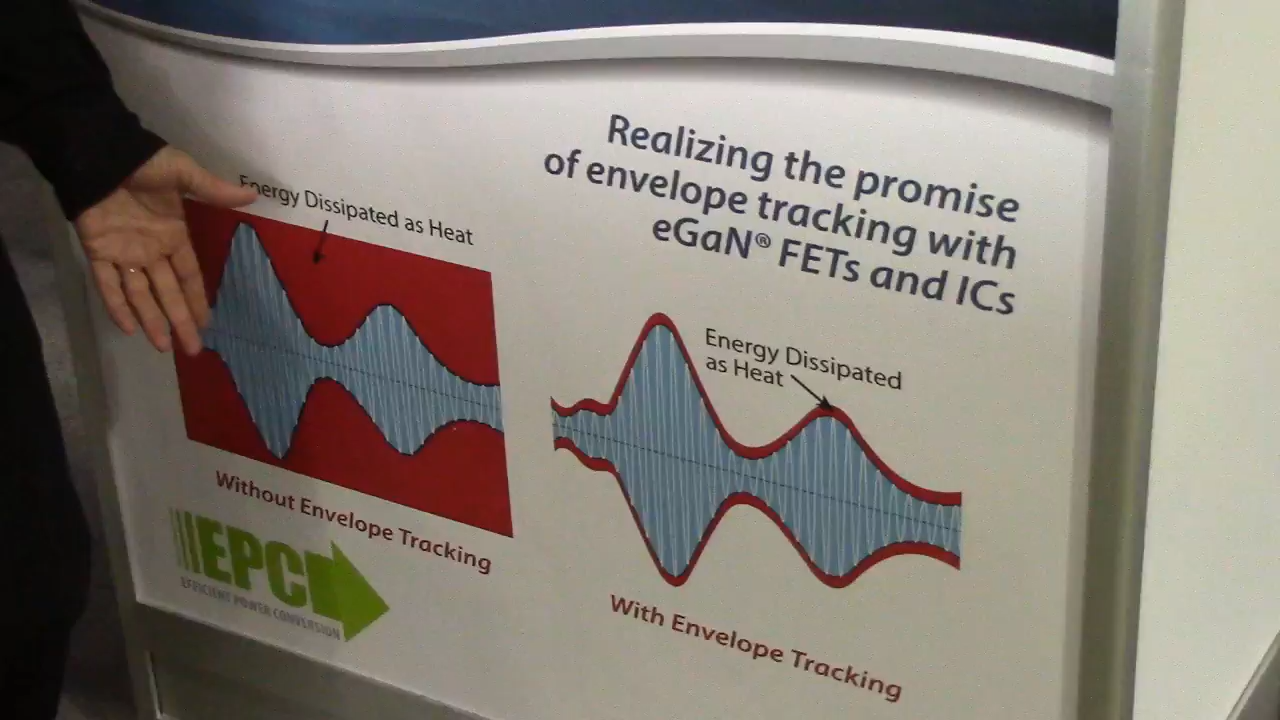 Realizing the promise
of envelope tracking with
eGaN® FETs and ICs
Energy Dissipated as Heat
Without Envelope Tracking
Energy Dissipated
as Heat
With Envelope Tracking
EPC
EFFICIENT POWER CONVERSION